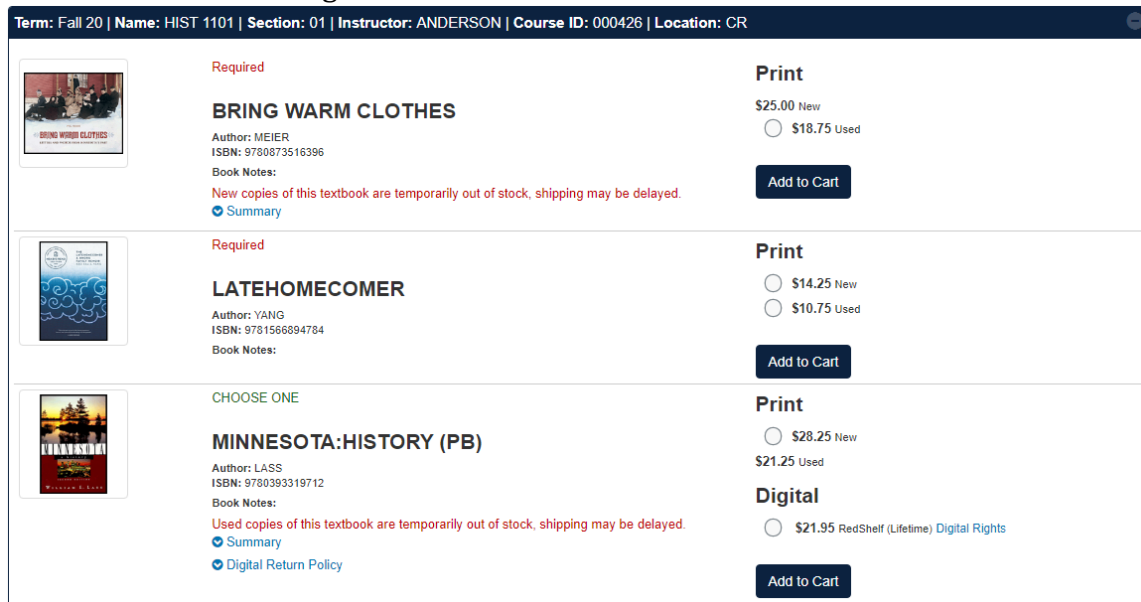 Term: Fall 20 | Name: HIST 1101 | Section: 01 | Instructor: ANDERSON | Course ID: 000426 | Location: CR
Required
BRING WARM CLOTHES
Author: MEIER
ISBN: 9780873516396
Book Notes:
New copies of this textbook are temporarily out of stock, shipping may be delayed.
Summary
Print
$25.00 New
$18.75 Used
Add to Cart
BRING WARM CLOTHES
Required
LATEHOMECOMER
Author: YANG
ISBN: 9781566894784
Book Notes:
Print
$14.25 New
$10.75 Used
Add to Cart
CHOOSE ONE
MINNESOTA:HISTORY (PB)
Author: LASS
ISBN: 9780393319712
Book Notes:
Used copies of this textbook are temporarily out of stock, shipping may be delayed.
Summary
Digital Return Policy
Print
$28.25 New
$21.25 Used
Digital
$21.95 RedShelf (Lifetime) Digital Rights
Add to Cart
MINNESOTA
WILLIAM E. LASS